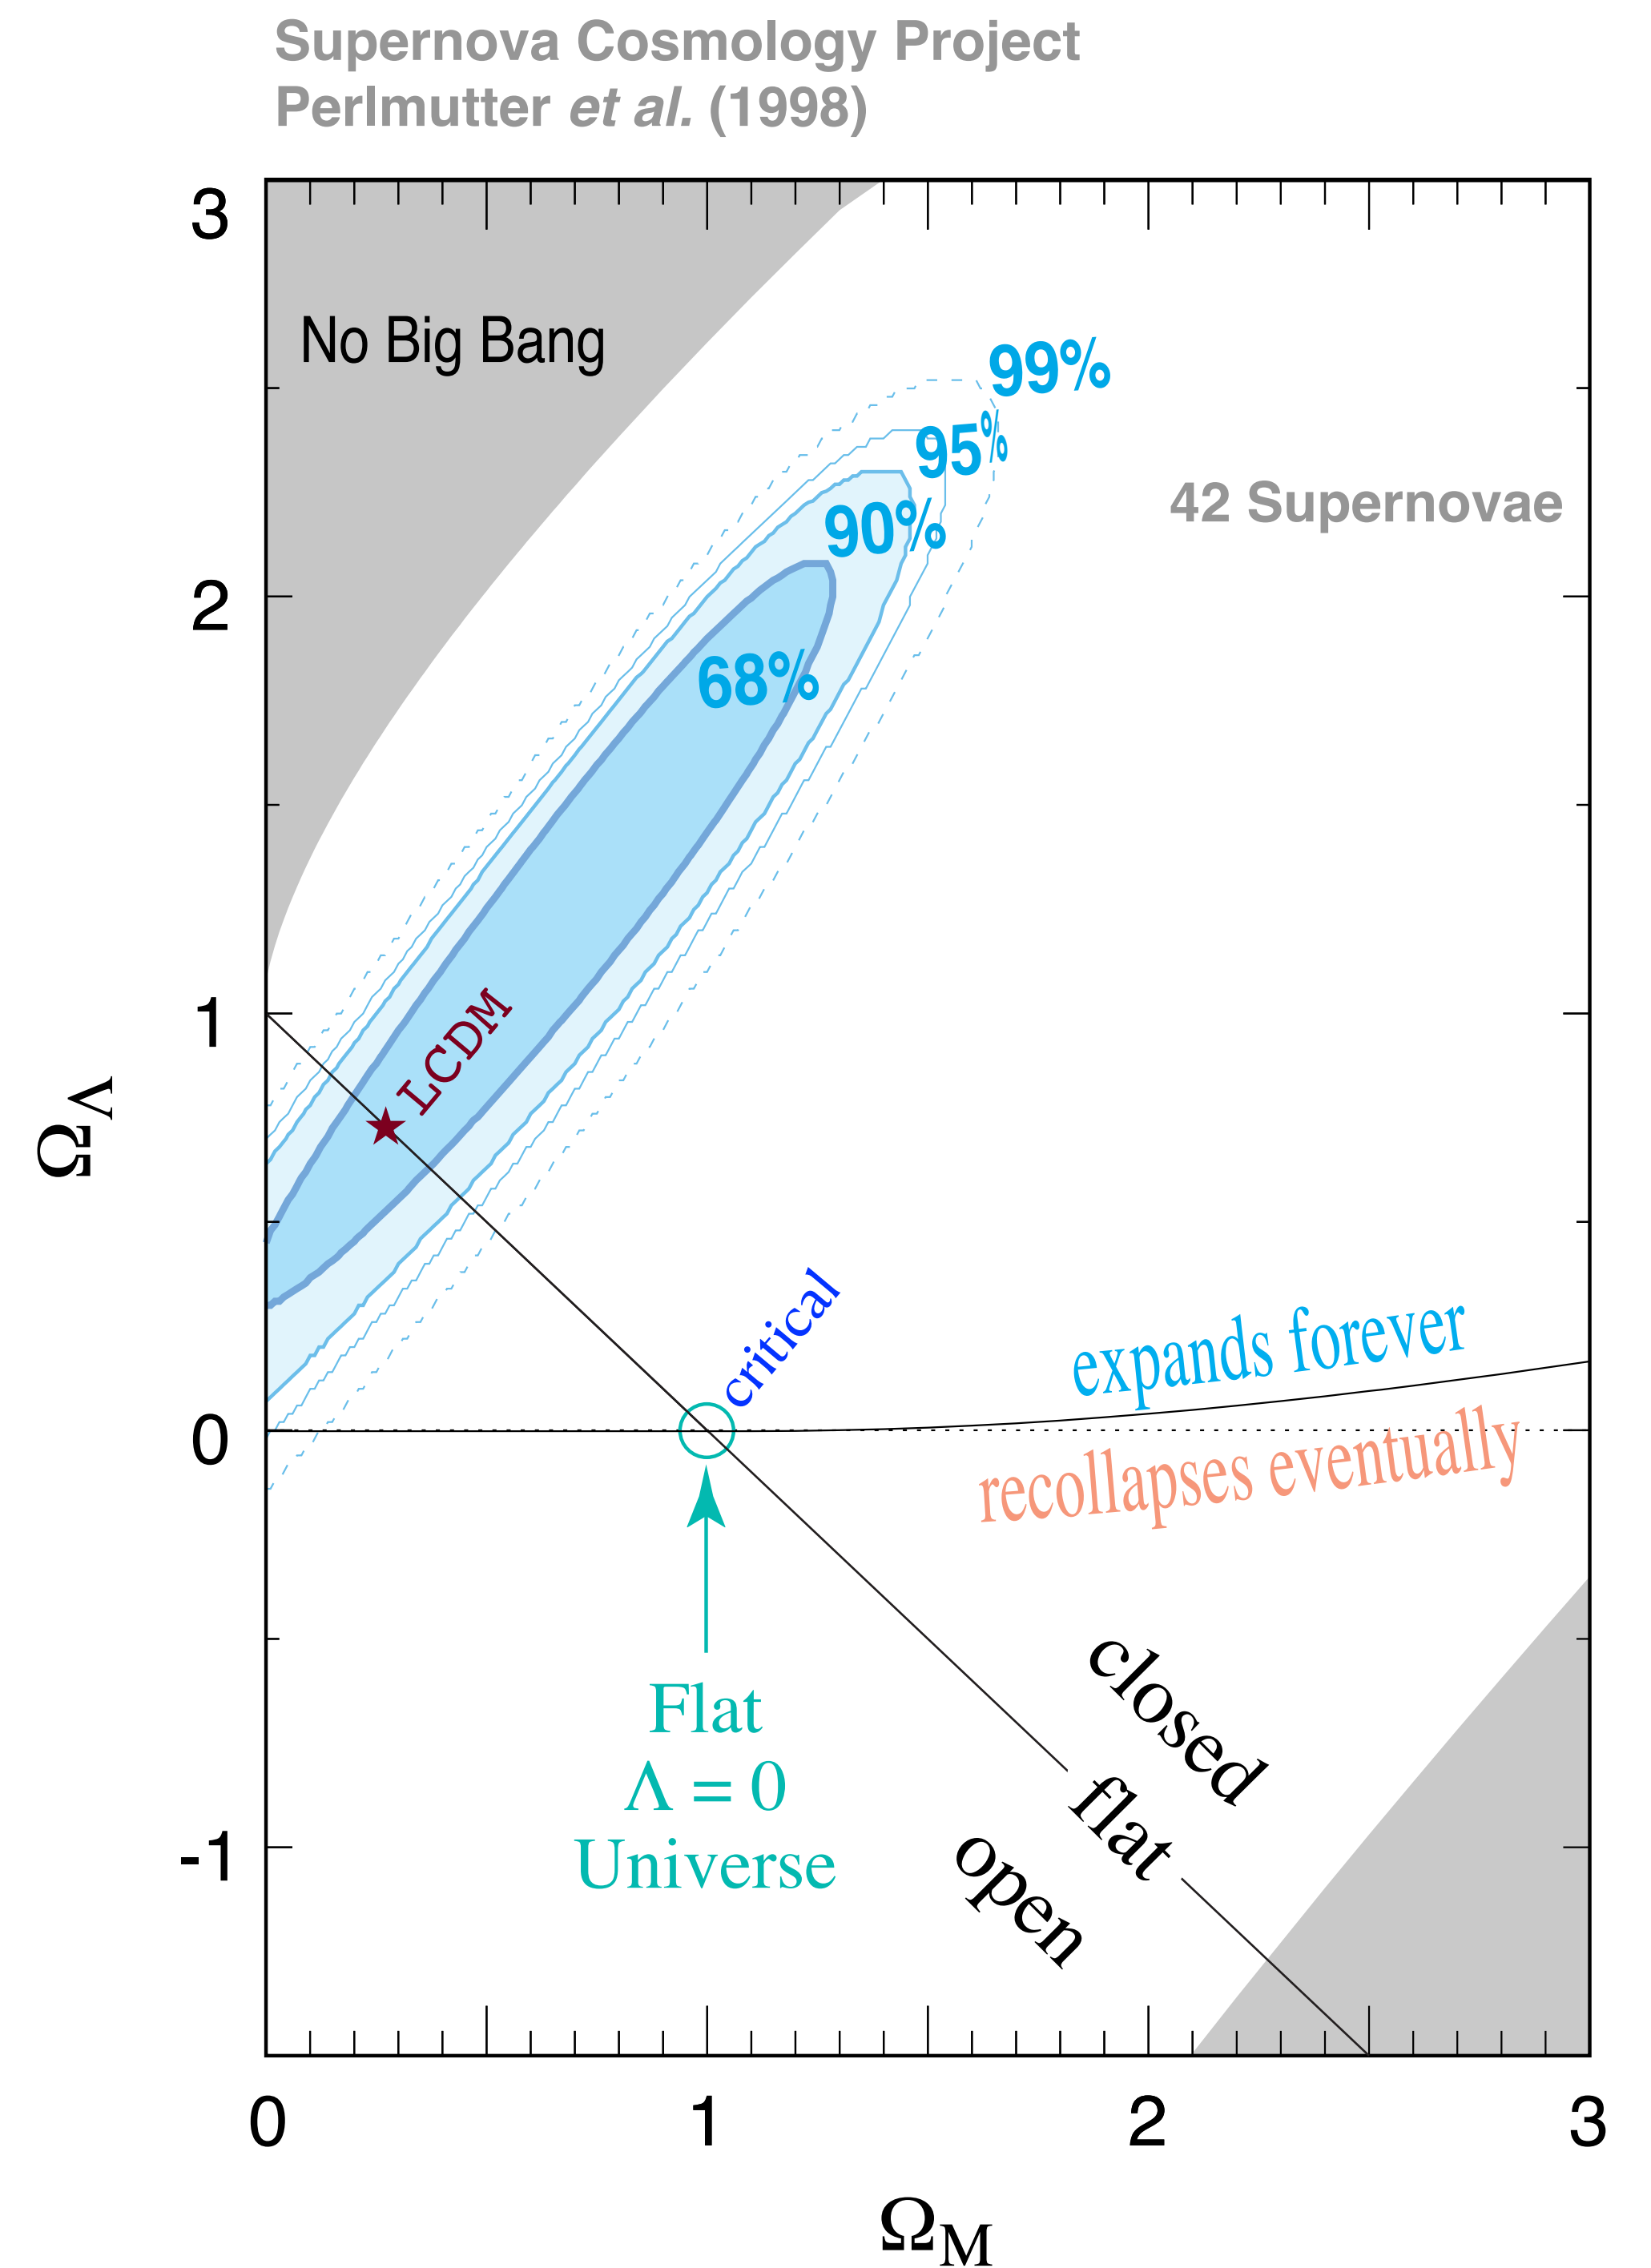 Supernova Cosmology Project
Perlmutter et al. (1998)
3
No Big Bang
99%
95%
42 Supernovae
90%
2
68%
1
LCDM
ΩΛ
critical
expands forever
0
recollapses eventually
closed
flat
open
Flat
Λ = 0
Universe
-1
0
1
2
3
ΩM